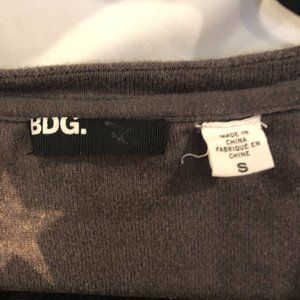 BDG.
MADE IN
CHINA
FABRIQUÉ EN
CHINE
S